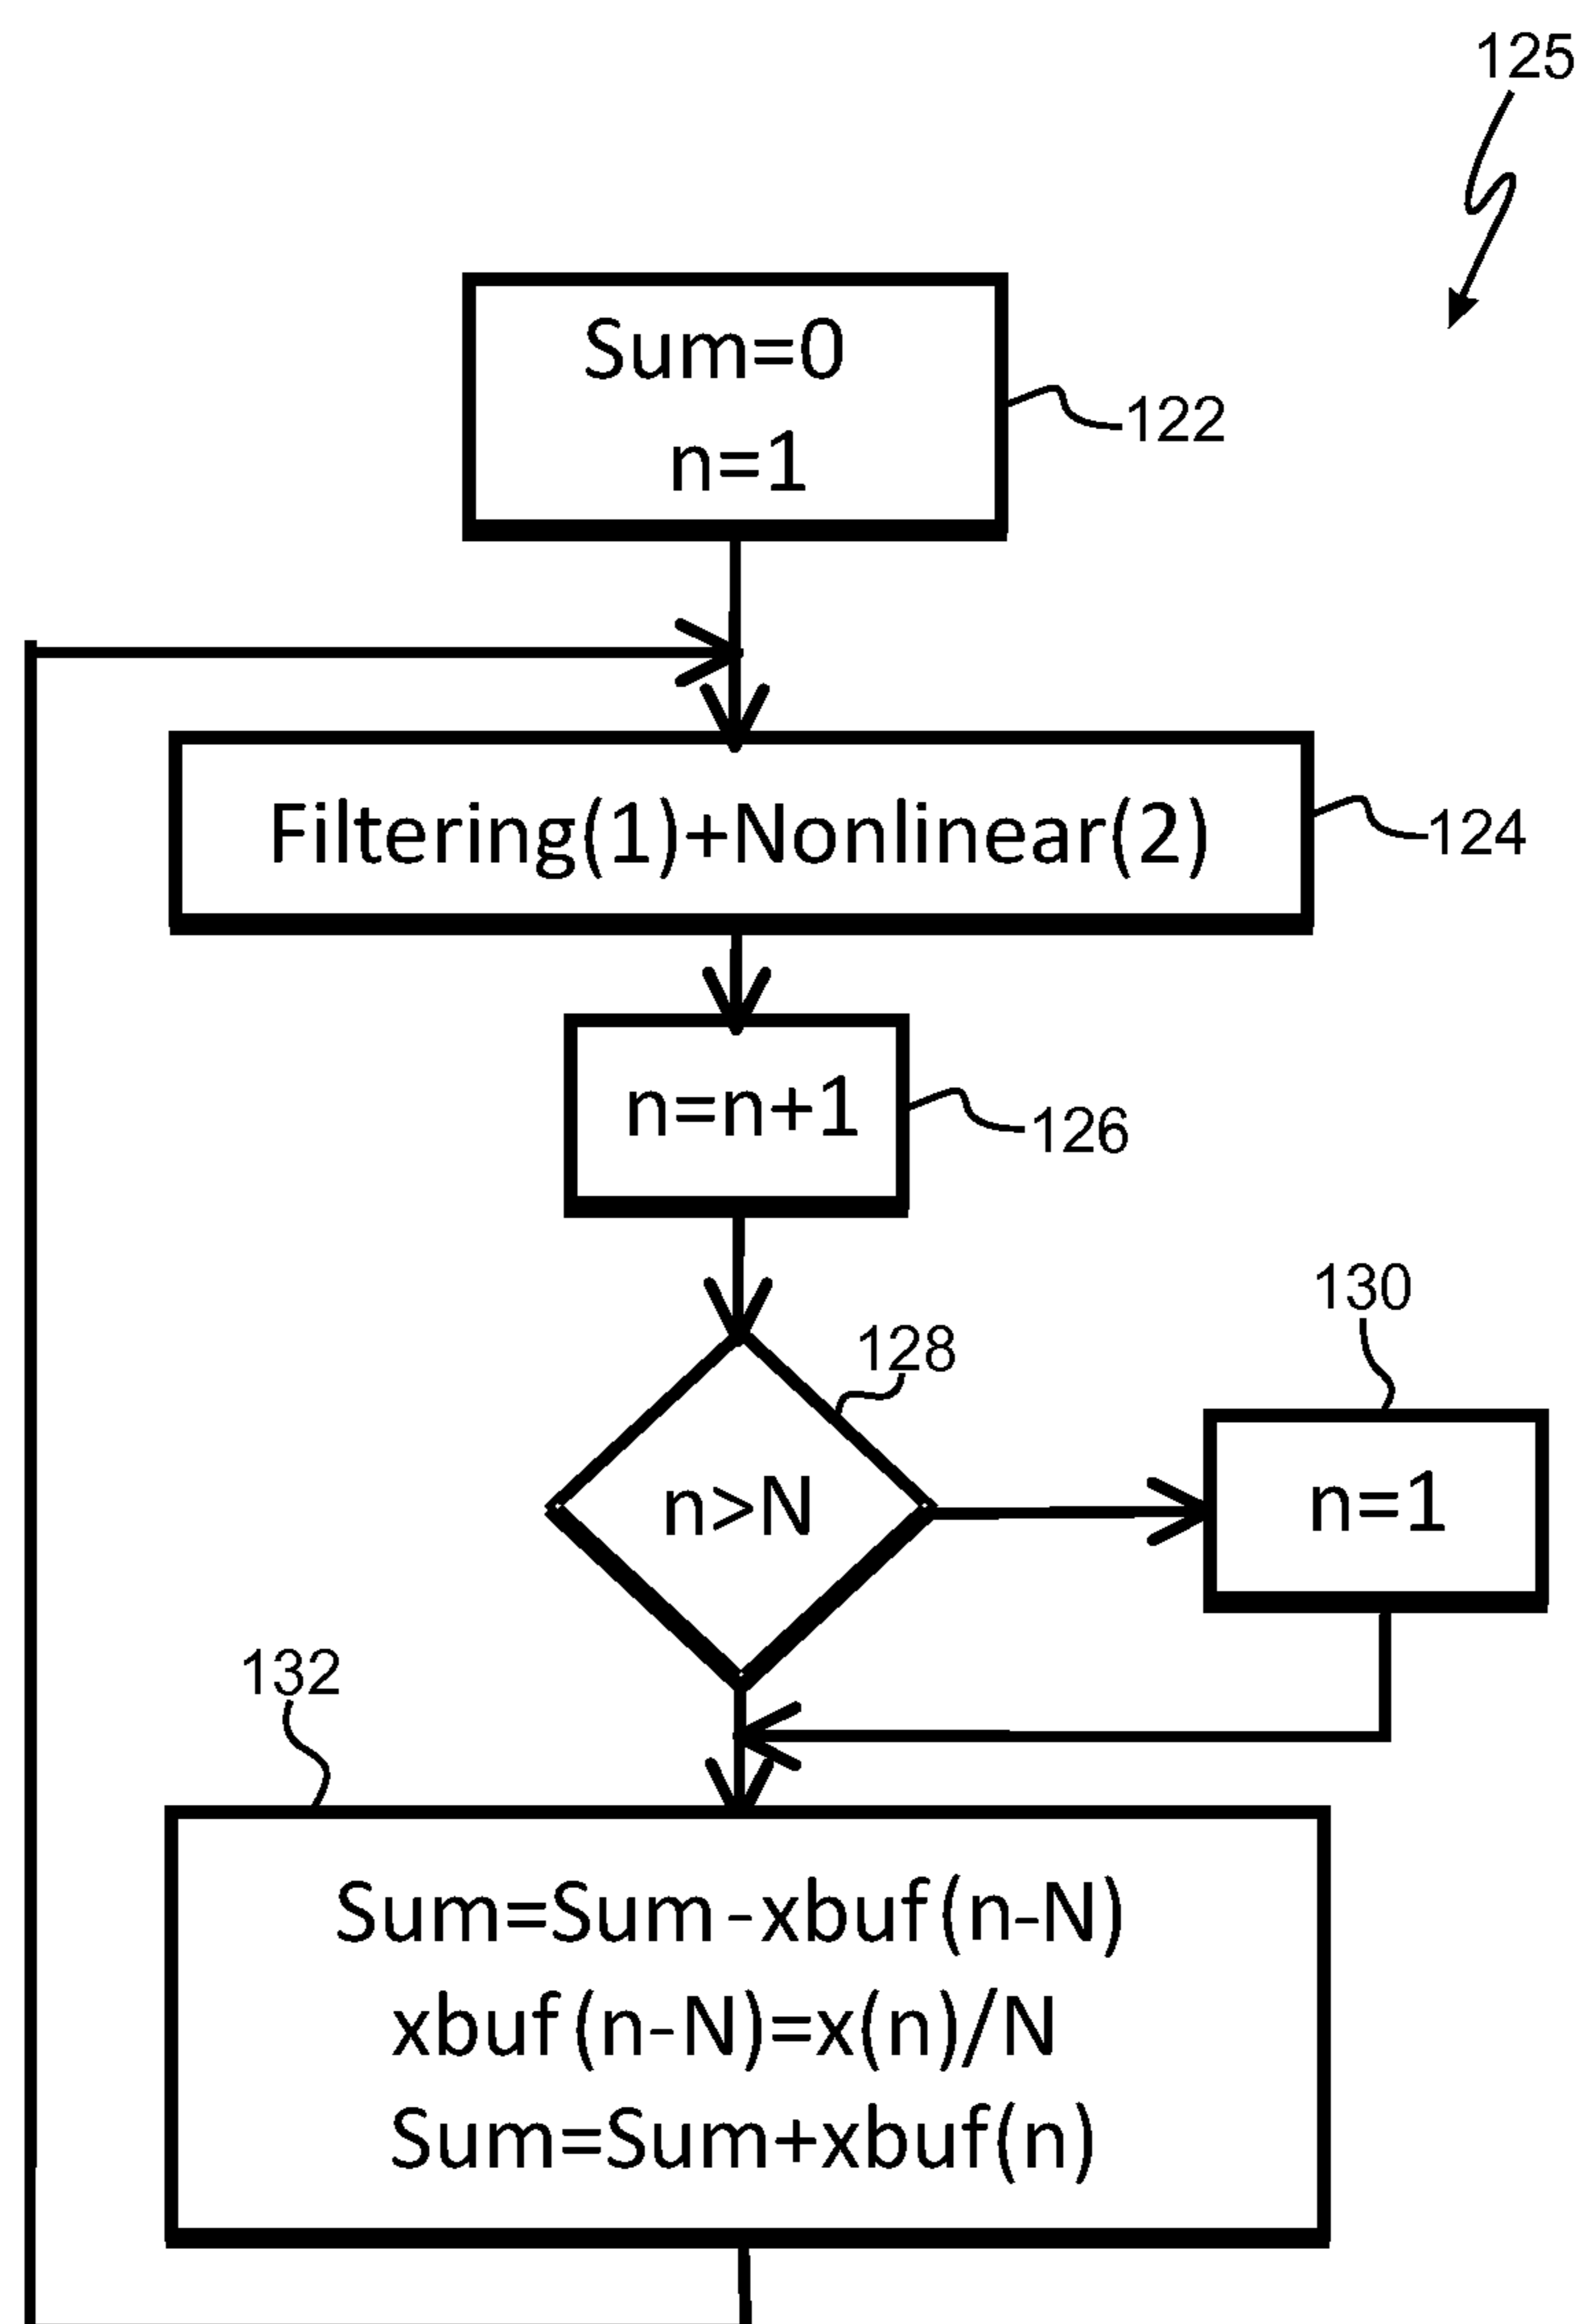 125
Sum=0
n=1
122
Filtering(1)+Nonlinear(2)
124
n=n+1
126
130
128
n>N
n=1
132
Sum=Sum-xbuf(n-N)
xbuf(n-N)=x(n)/N
Sum=Sum+xbuf(n)